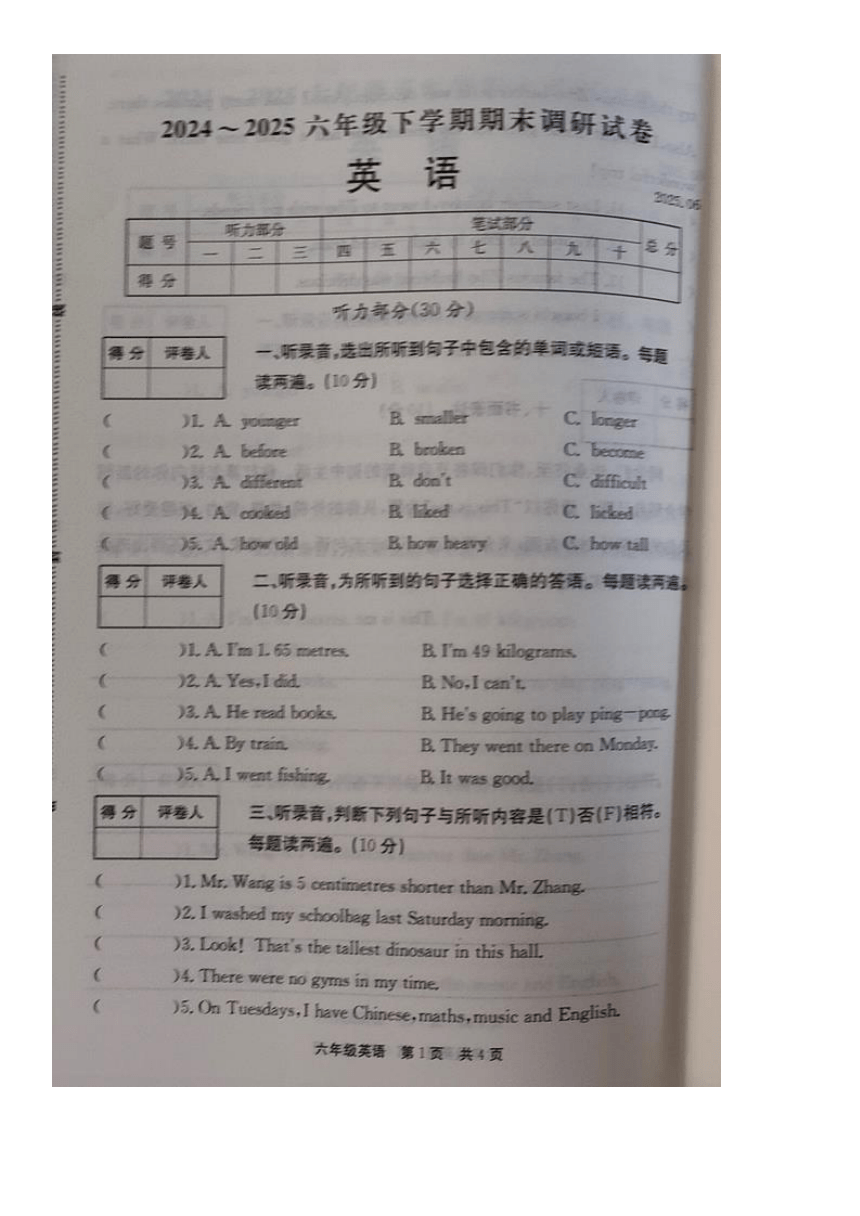 2024～2025 六年级下学期期末调研试卷
英 语
2025.06
题 号 听力部分 笔试部分 总 分
一 二 三 四 五 六 七 八 九 十
得 分
听力部分(30 分)
得 分 评卷人
一、听录音,选出所听到句子中包含的单词或短语。每题
读两遍。(10 分)
( )1. A. younger B. smaller C. longer
( )2. A. before B. broken C. become
( )3. A. different B. don't C. difficult
( )4. A. cooked B. liked C. licked
( )5. A. how old B. how heavy C. how tall
得 分 评卷人
二、听录音,为所听到的句子选择正确的答语。每题读两遍。
(10 分)
( )1. A. I'm 1.65 metres. B. I'm 49 kilograms.
( )2. A. Yes,I did. B. No,I can't.
( )3. A. He read books. B. He's going to play ping—pong.
( )4. A. By train. B. They went there on Monday.
( )5. A. I went fishing. B. It was good.
得 分 评卷人
三、听录音,判断下列句子与所听内容是(T)否(F)相符。
每题读两遍。(10 分)
( )1. Mr. Wang is 5 centimetres shorter than Mr. Zhang.
( )2. I washed my schoolbag last Saturday morning.
( )3. Look! That's the tallest dinosaur in this hall.
( )4. There were no gyms in my time.
( )5. On Tuesdays,I have Chinese,maths,music and English.
六年级英语 第 1 页 共 4 页